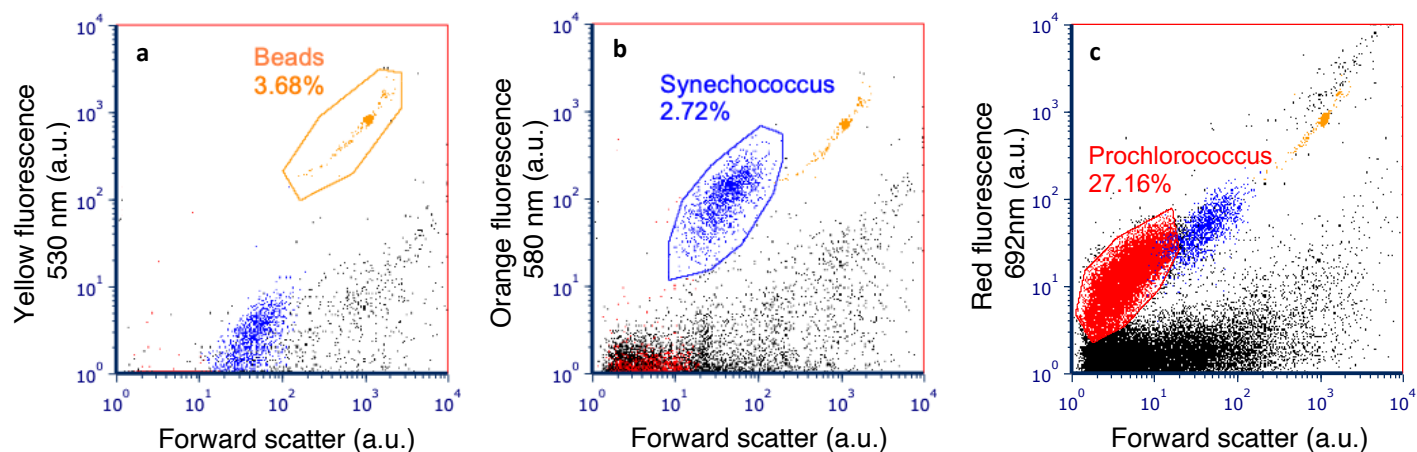 a
Beads
3.68%
Yellow fluorescence
530 nm (a.u.)
10⁴
10³
10²
10¹
10⁰
10⁰ 10¹ 10² 10³ 10⁴
Forward scatter (a.u.)
b
Synechococcus
2.72%
Orange fluorescence
580 nm (a.u.)
10⁴
10³
10²
10¹
10⁰
10⁰ 10¹ 10² 10³ 10⁴
Forward scatter (a.u.)
c
Prochlorococcus
27.16%
Red fluorescence
692nm (a.u.)
10⁴
10³
10²
10¹
10⁰
10⁰ 10¹ 10² 10³ 10⁴
Forward scatter (a.u.)